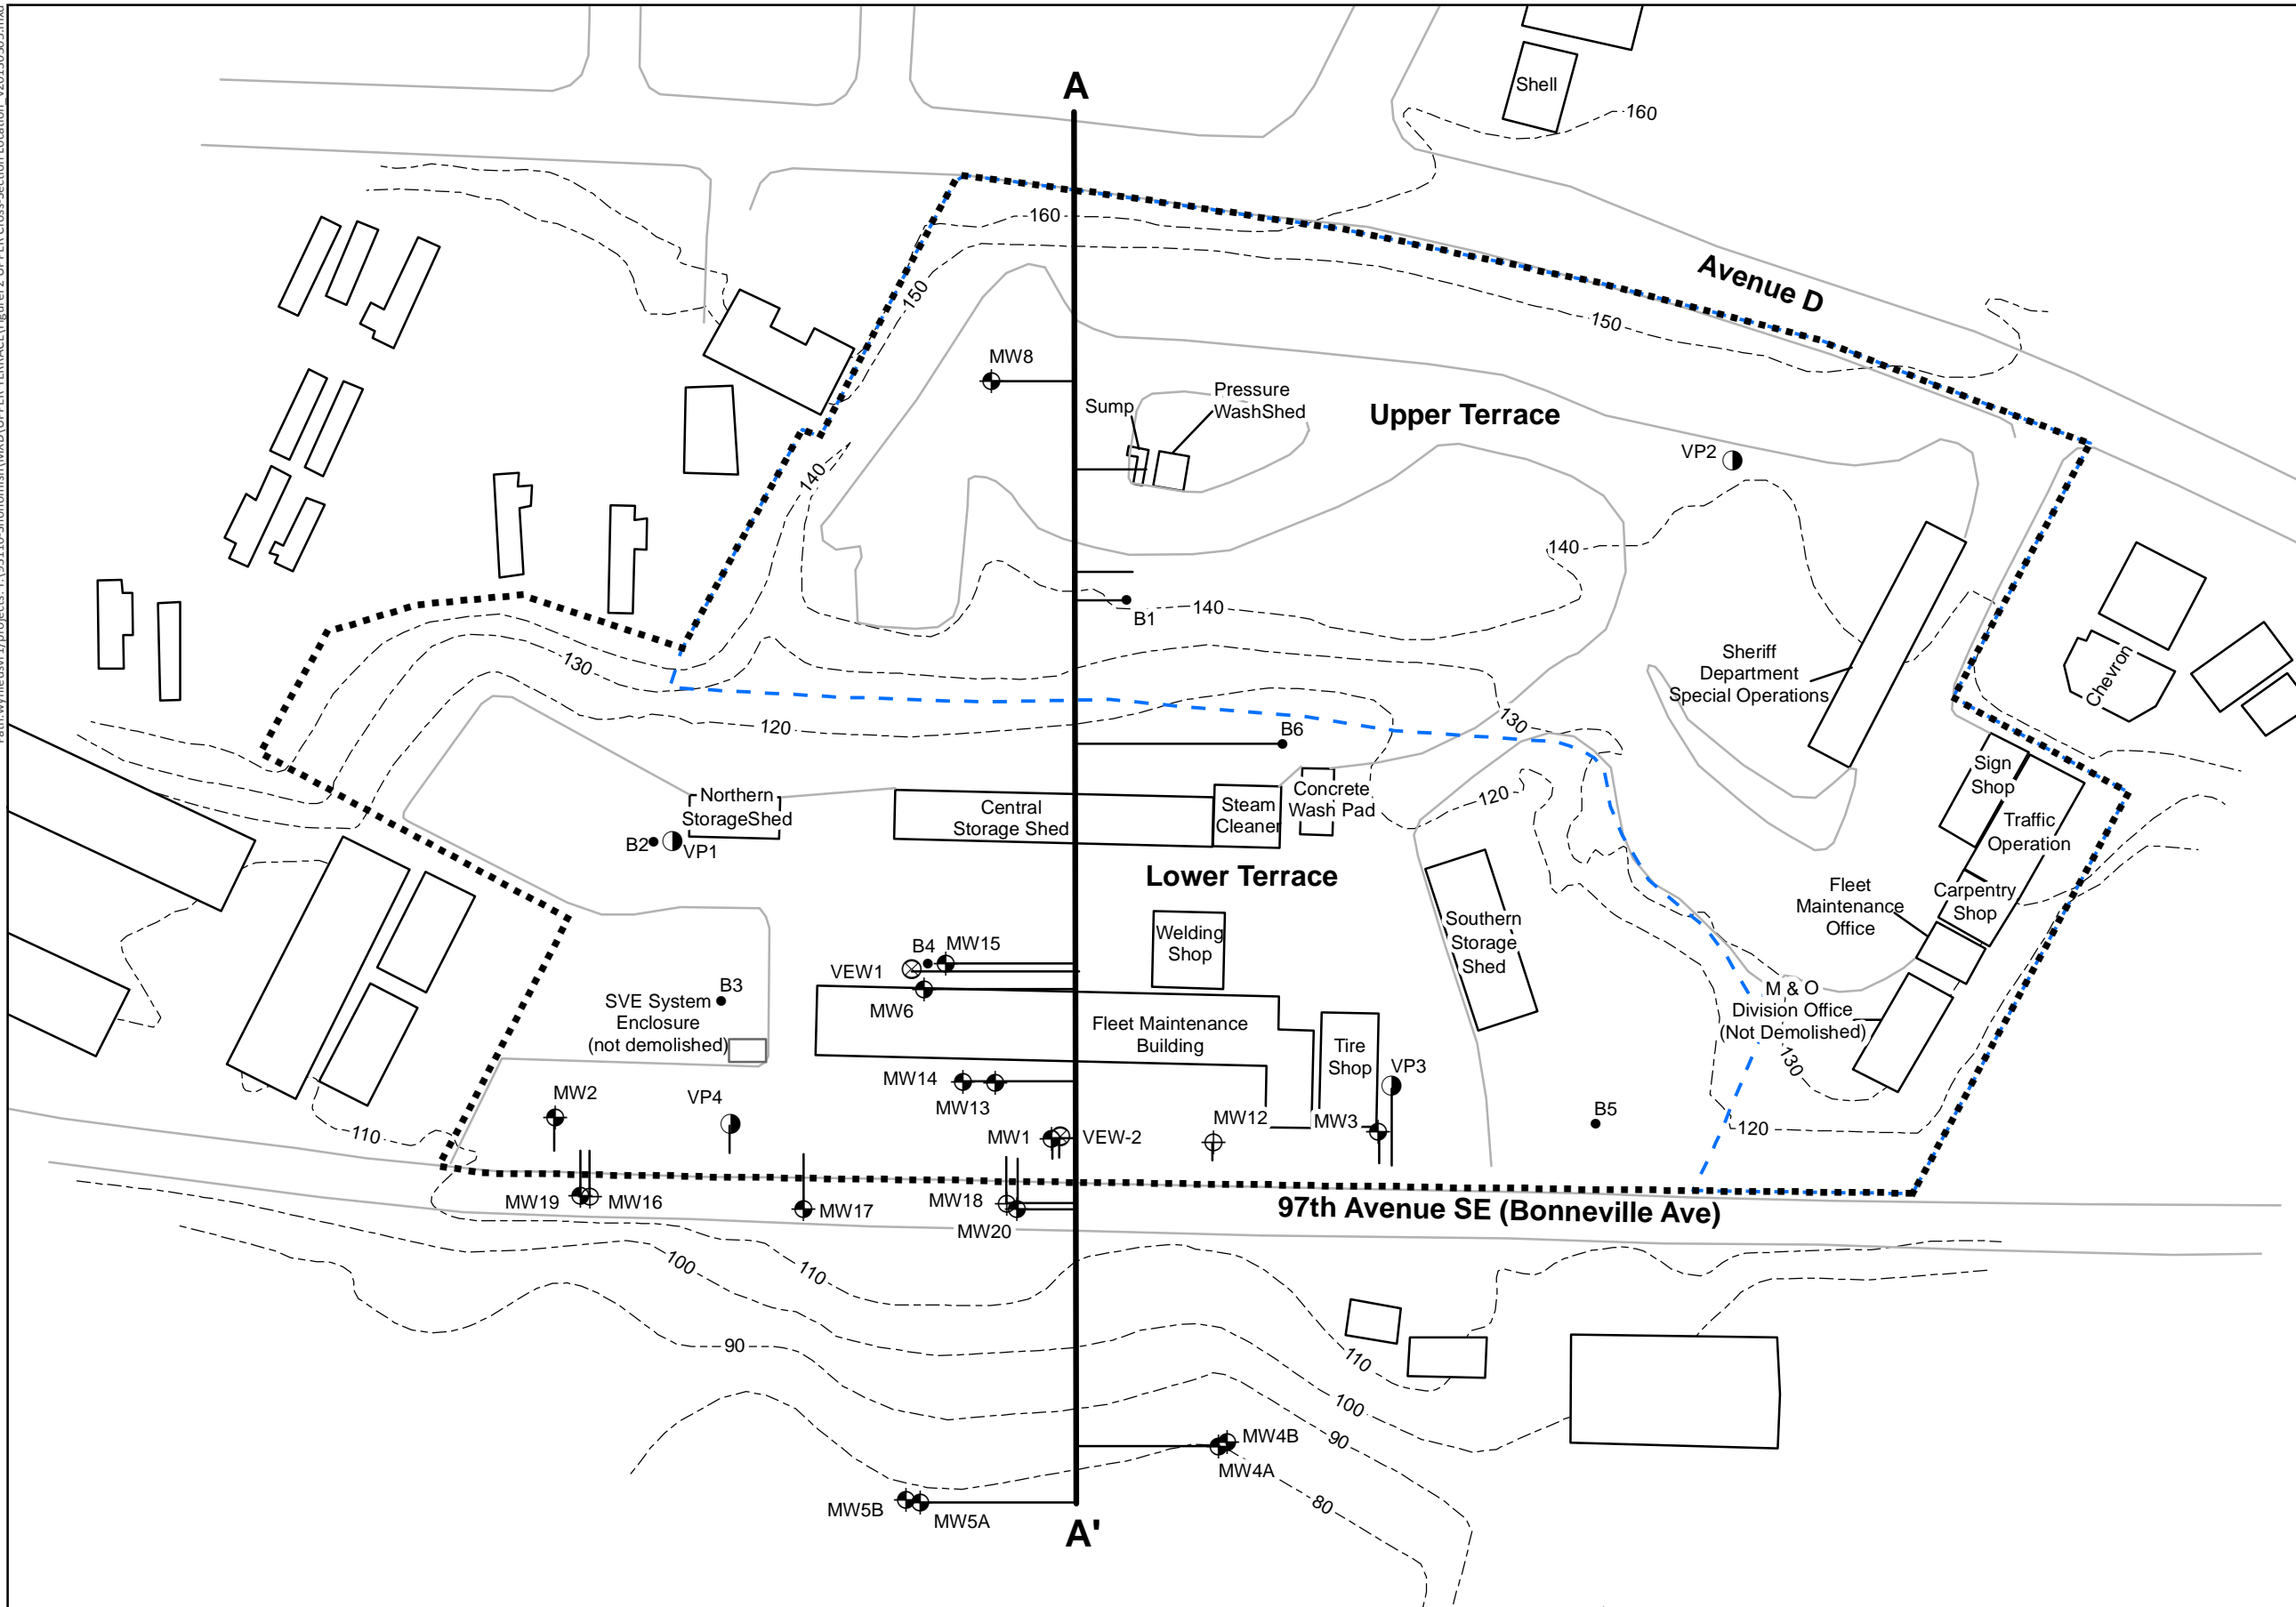 A
Shell
160
160
Avenue D
150
150
MW8
Pressure
WashShed
Sump
Upper Terrace
VP2
140
140
140
B1
Sheriff
Department
Special Operations
Chevron
130
130
120
B6
Sign
Shop
Northern
StorageShed
Central
Storage Shed
Steam
Cleaner
Concrete
Wash Pad
120
Traffic
Operation
B2
VP1
Lower Terrace
Fleet
Maintenance
Office
Carpentry
Shop
Southern
Storage
Shed
Welding
Shop
B4
MW15
VEW1
B3
SVE System
Enclosure
(not demolished)
MW6
M & O
Division Office
(Not Demolished)
Fleet Maintenance
Building
Tire
Shop
130
VP3
MW14
MW13
MW2
VP4
MW12
MW3
B5
110
MW1
VEW-2
120
MW19
MW16
MW17
MW18
MW20
97th Avenue SE (Bonneville Ave)
100
110
90
110
100
90
MW4B
MW4A
80
MW5B
MW5A
A'